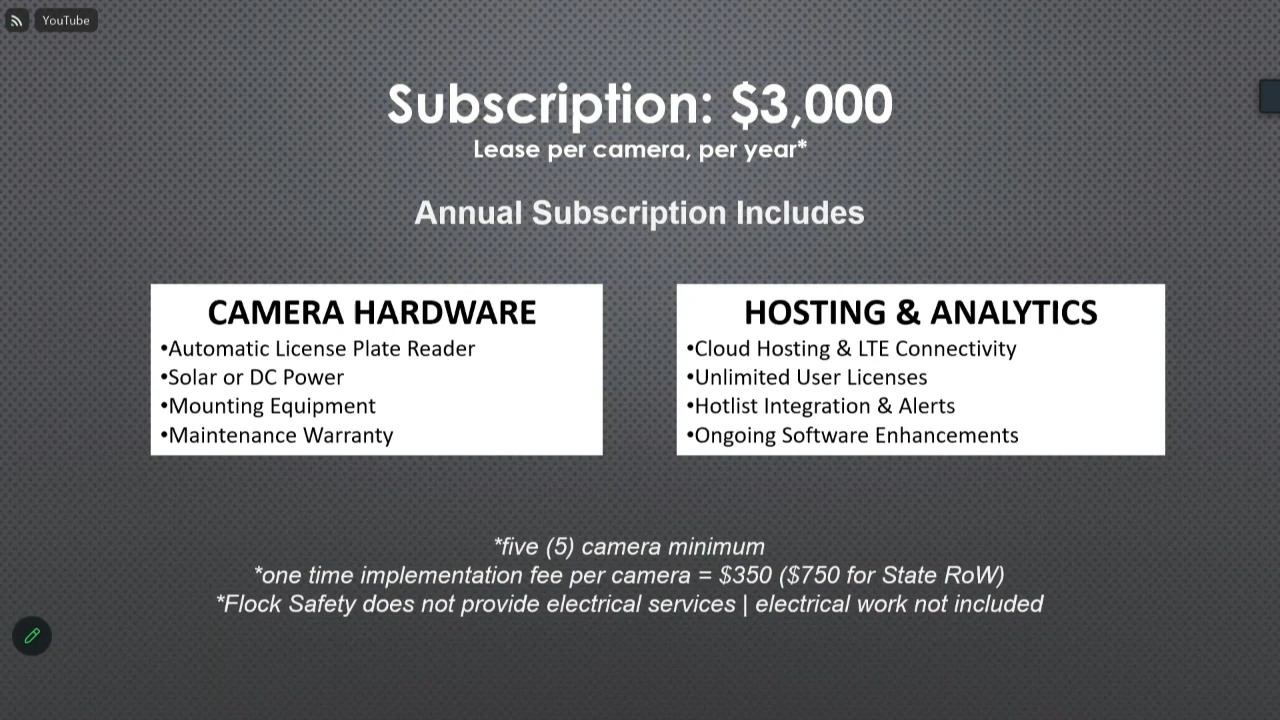 YouTube
Subscription: $3,000
Lease per camera, per year*
Annual Subscription Includes
CAMERA HARDWARE
•Automatic License Plate Reader
•Solar or DC Power
•Mounting Equipment
•Maintenance Warranty
HOSTING & ANALYTICS
•Cloud Hosting & LTE Connectivity
•Unlimited User Licenses
•Hotlist Integration & Alerts
•Ongoing Software Enhancements
*five (5) camera minimum
*one time implementation fee per camera = $350 ($750 for State RoW)
*Flock Safety does not provide electrical services | electrical work not included